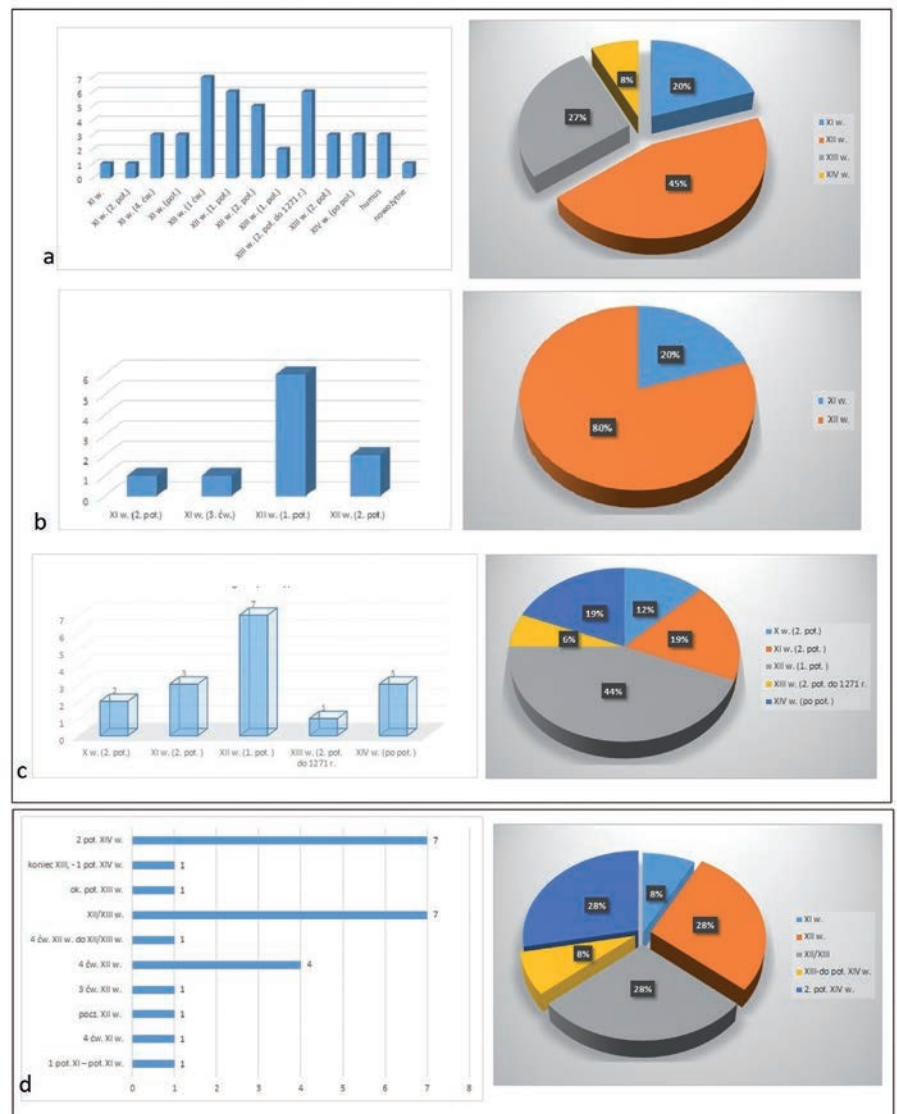 7
6
5
4
3
2
1
0
XI w.
XI w. (2. poł.)
XI w. (4. ćw.)
XI w. (poł.)
XII w. (1 ćw.)
XII w. (1. poł.)
XII w. (2. poł.)
XIII w. (1. poł.)
XIII w. (2. poł. do 1271 r.)
XIII w. (2. poł.)
XIV w. (po poł.)
humus
nowożytne
a
20%
45%
27%
8%
XI w.
XII w.
XIII w.
XIV w.
6
5
4
3
2
1
0
XI w. (2. poł.)
XI w. (3. ćw.)
XII w. (1. poł.)
XII w. (2. poł.)
b
20%
80%
XI w.
XII w.
7
6
5
4
3
2
1
0
2
3
7
1
3
X w. (2. poł.)
XI w. (2. poł. )
XII w. (1. poł. )
XIII w. (2. poł.
do 1271 r.
XIV w. (po poł. )
c
12%
19%
44%
6%
19%
X w. (2. poł.)
XI w. (2. poł. )
XII w. (1. poł. )
XIII w. (2. poł. do 1271 r.
XIV w. (po poł. )
2 poł. XIV w. 7
koniec XIII, - 1 poł. XIV w. 1
ok. poł. XIII w. 1
XII/XIII w. 7
4 ćw. XII w. do XII/XIII w. 1
4 ćw. XII w. 4
3 ćw. XII w. 1
pocz. XII w. 1
4 ćw. XI w. 1
1 poł. XI – poł. XI w. 1
0 1 2 3 4 5 6 7 8
d
8%
28%
28%
8%
28%
XI w.
XII w.
XII/XIII
XIII-do poł. XIV w.
2. poł. XIV w.